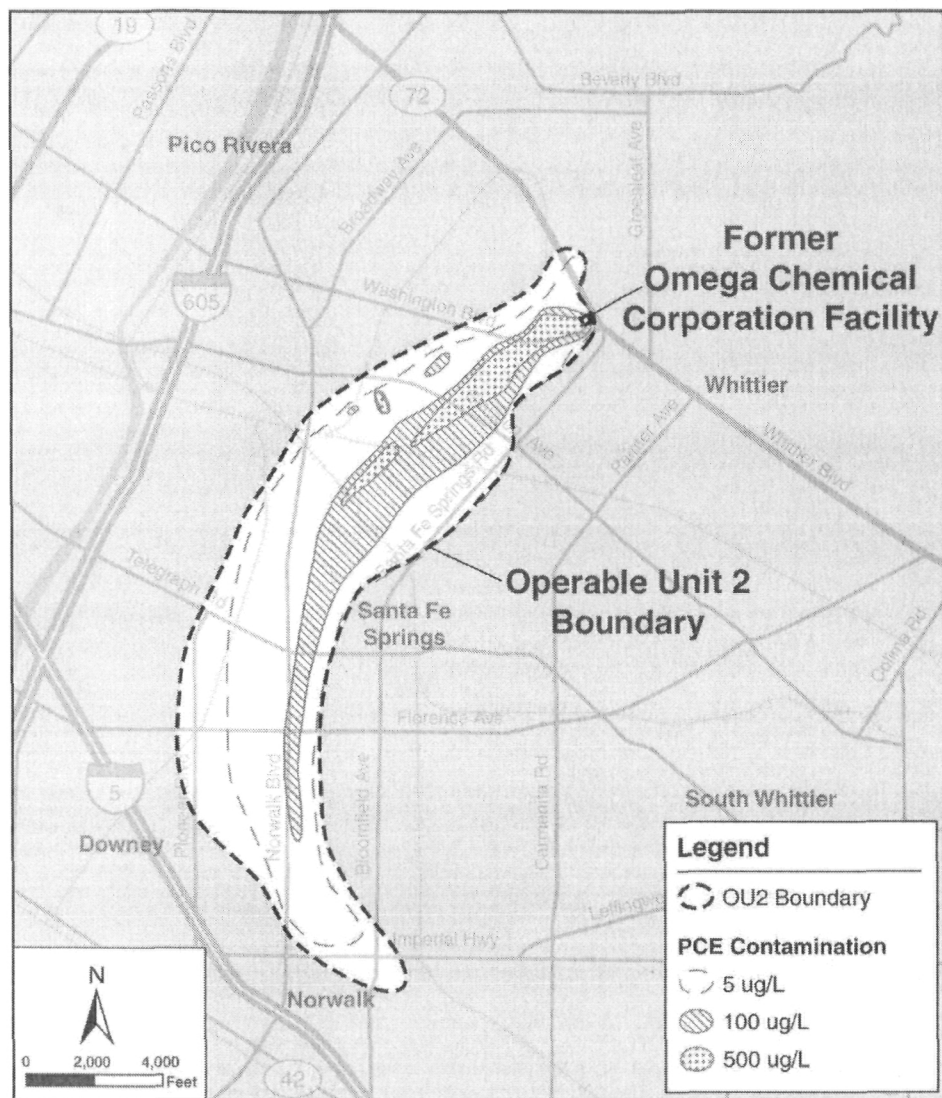 19
Passons Blvd
Beverly Blvd
72
Pico Rivera
Broadway Ave
Greenleaf Ave
Former
Omega Chemical
Corporation Facility
605
Washington Blvd
Whittier
Painter Ave
Whittier Blvd
Ave
Santa Fe Springs Rd
Telegraph Rd
Operable Unit 2
Boundary
Santa Fe
Springs
Colima Rd
Florence Ave
5
Pioneer
Norwalk Blvd
Bloomfield Ave
Carmenita Rd
South Whittier
Downey
Imperial Hwy
Norwalk
42
N
0 2,000 4,000
Feet
Legend
OU2 Boundary
PCE Contamination
5 ug/L
100 ug/L
500 ug/L